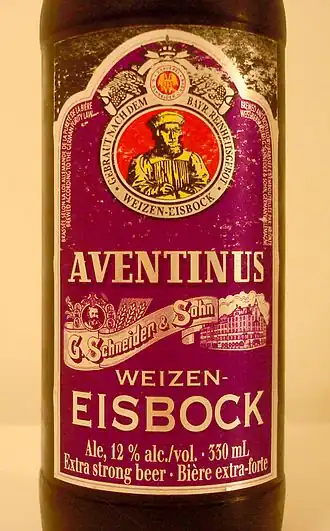 GEBRAUT NACH DEM BAYR. REINHEITSGEBOT
WEIZEN-EISBOCK
AVENTINUS
G. Schneider & Sohn
WEIZEN-
EISBOCK
Ale, 12 % alc./vol. · 330 mL
Extra strong beer · Bière extra-forte